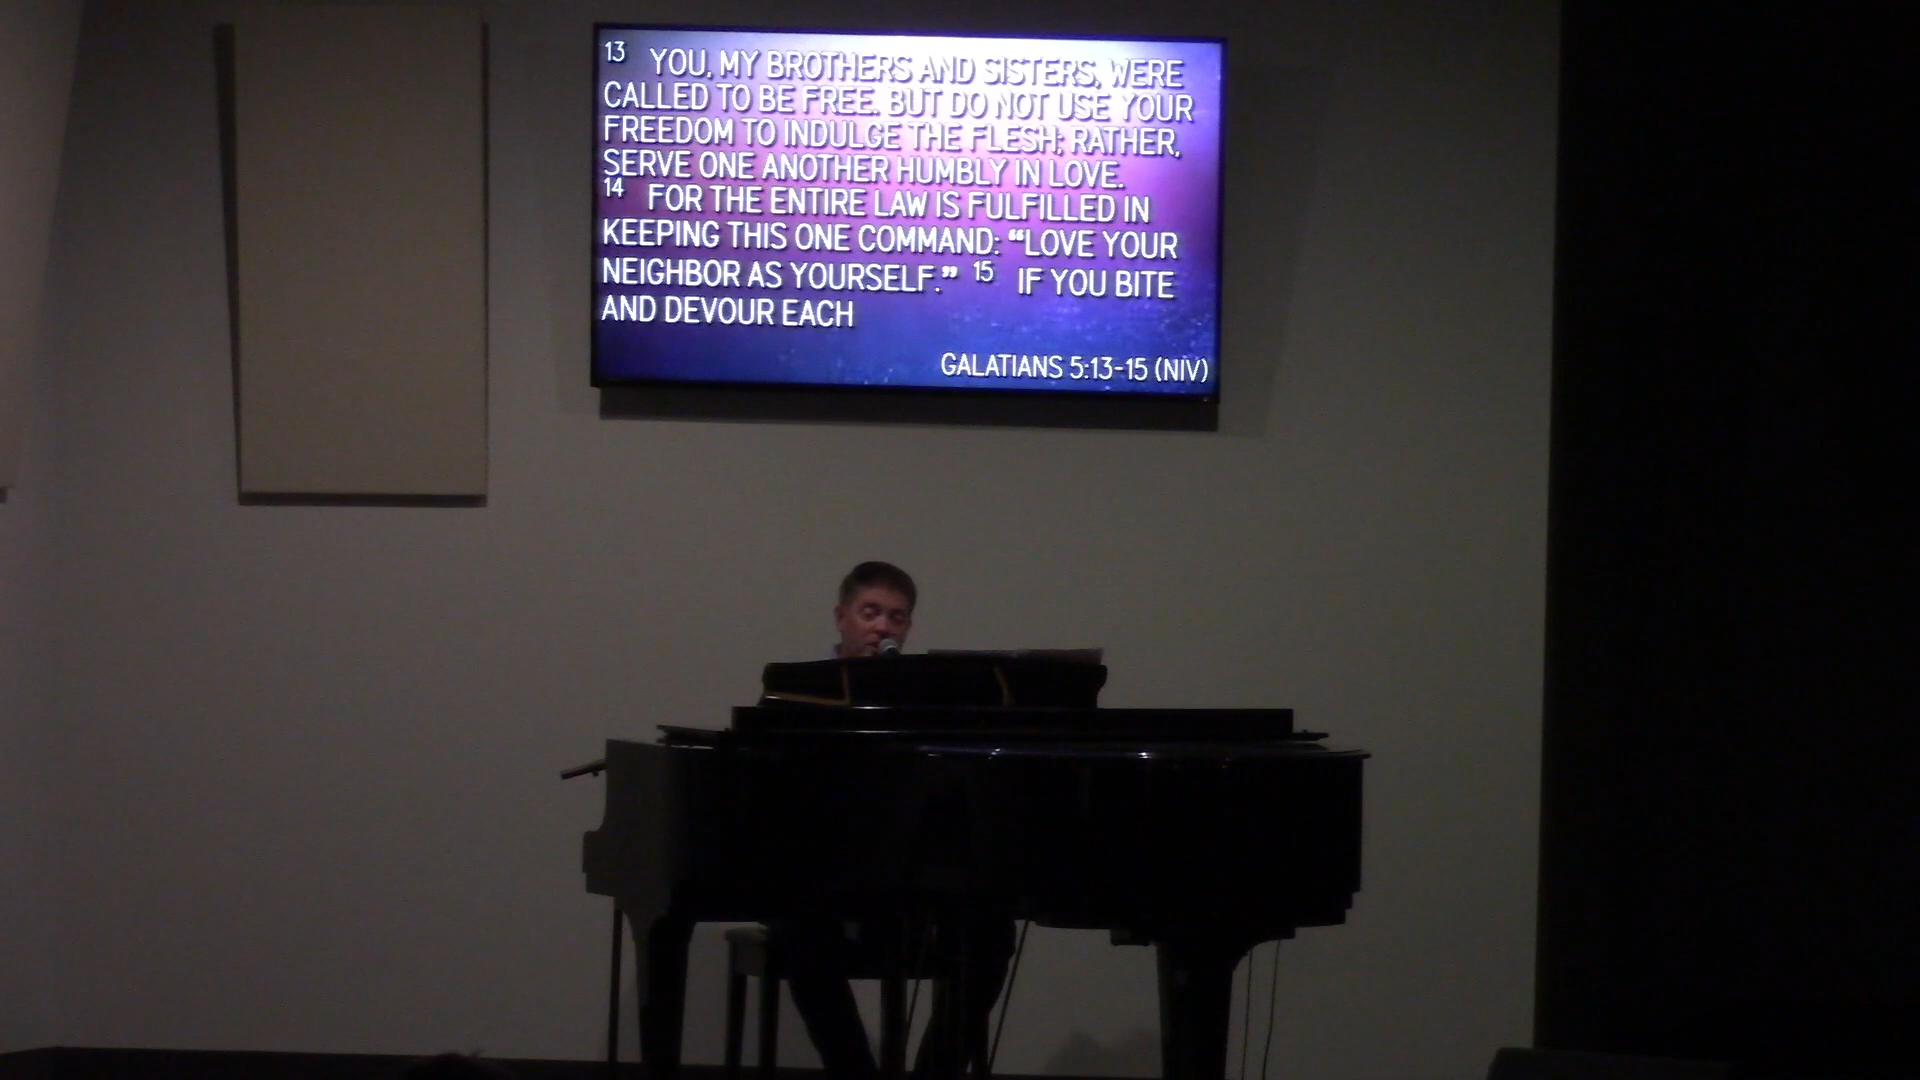 13 YOU, MY BROTHERS AND SISTERS, WERE
CALLED TO BE FREE. BUT DO NOT USE YOUR
FREEDOM TO INDULGE THE FLESH; RATHER,
SERVE ONE ANOTHER HUMBLY IN LOVE.
14 FOR THE ENTIRE LAW IS FULFILLED IN
KEEPING THIS ONE COMMAND: “LOVE YOUR
NEIGHBOR AS YOURSELF.” 15 IF YOU BITE
AND DEVOUR EACH
GALATIANS 5:13-15 (NIV)